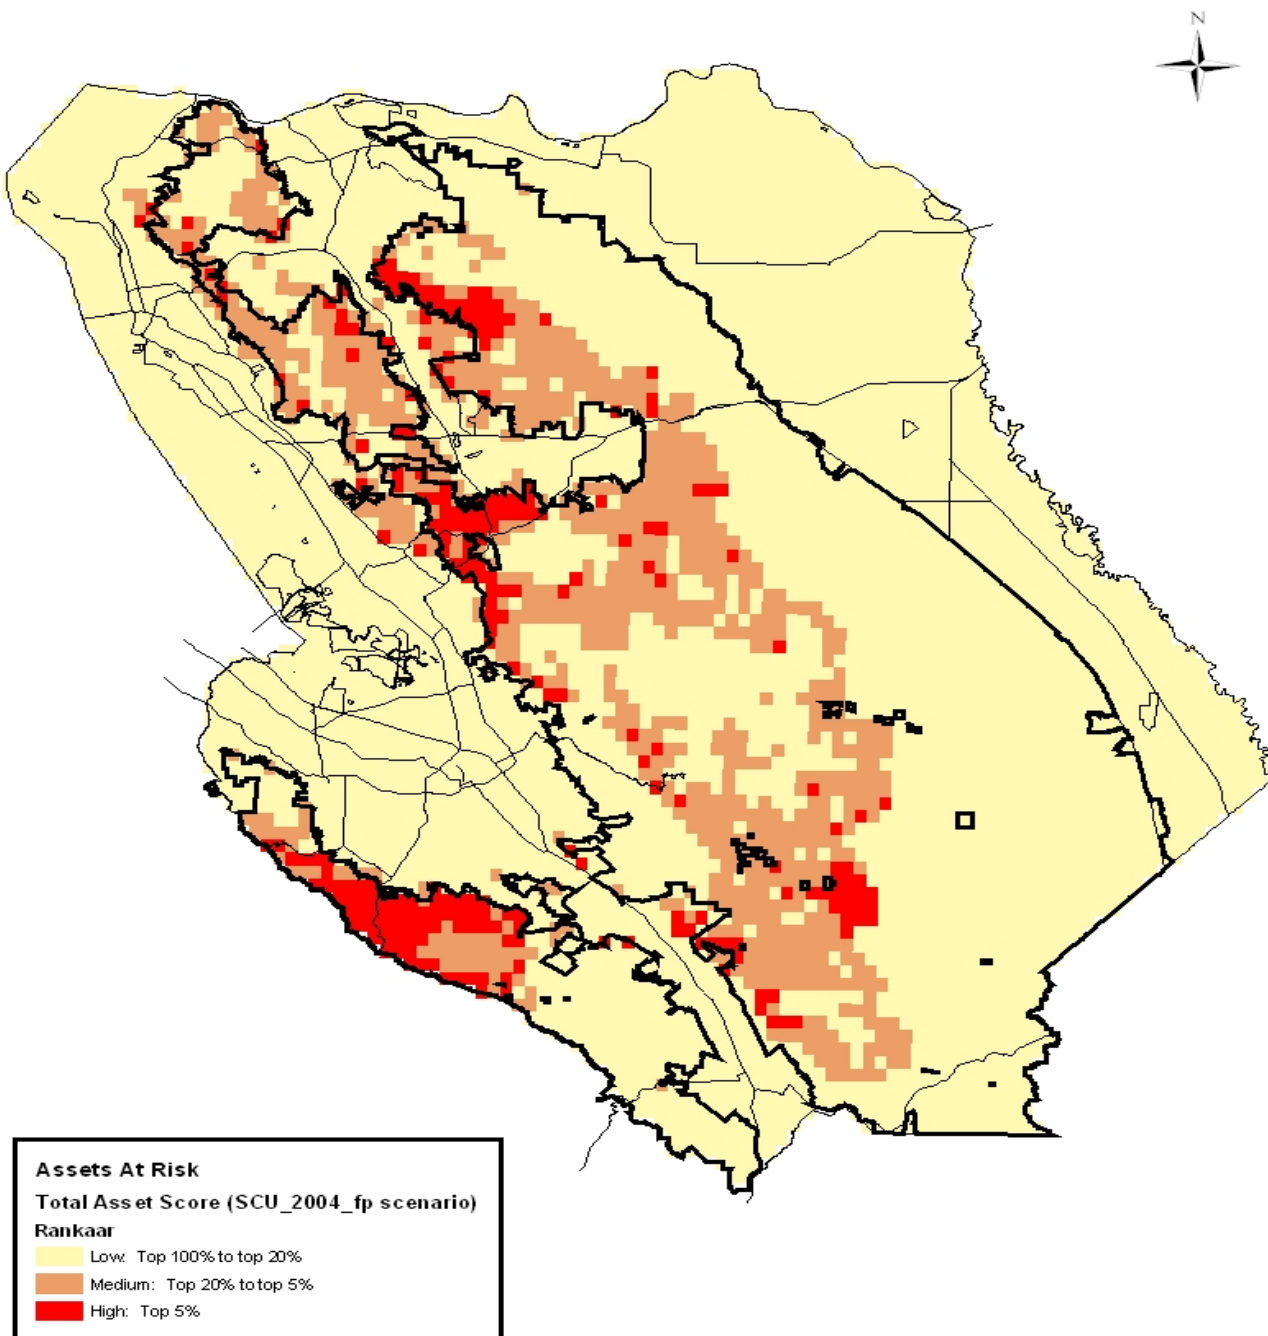 N
Assets At Risk
Total Asset Score (SCU_2004_fp scenario)
Rankaar
Low: Top 100% to top 20%
Medium: Top 20% to top 5%
High: Top 5%